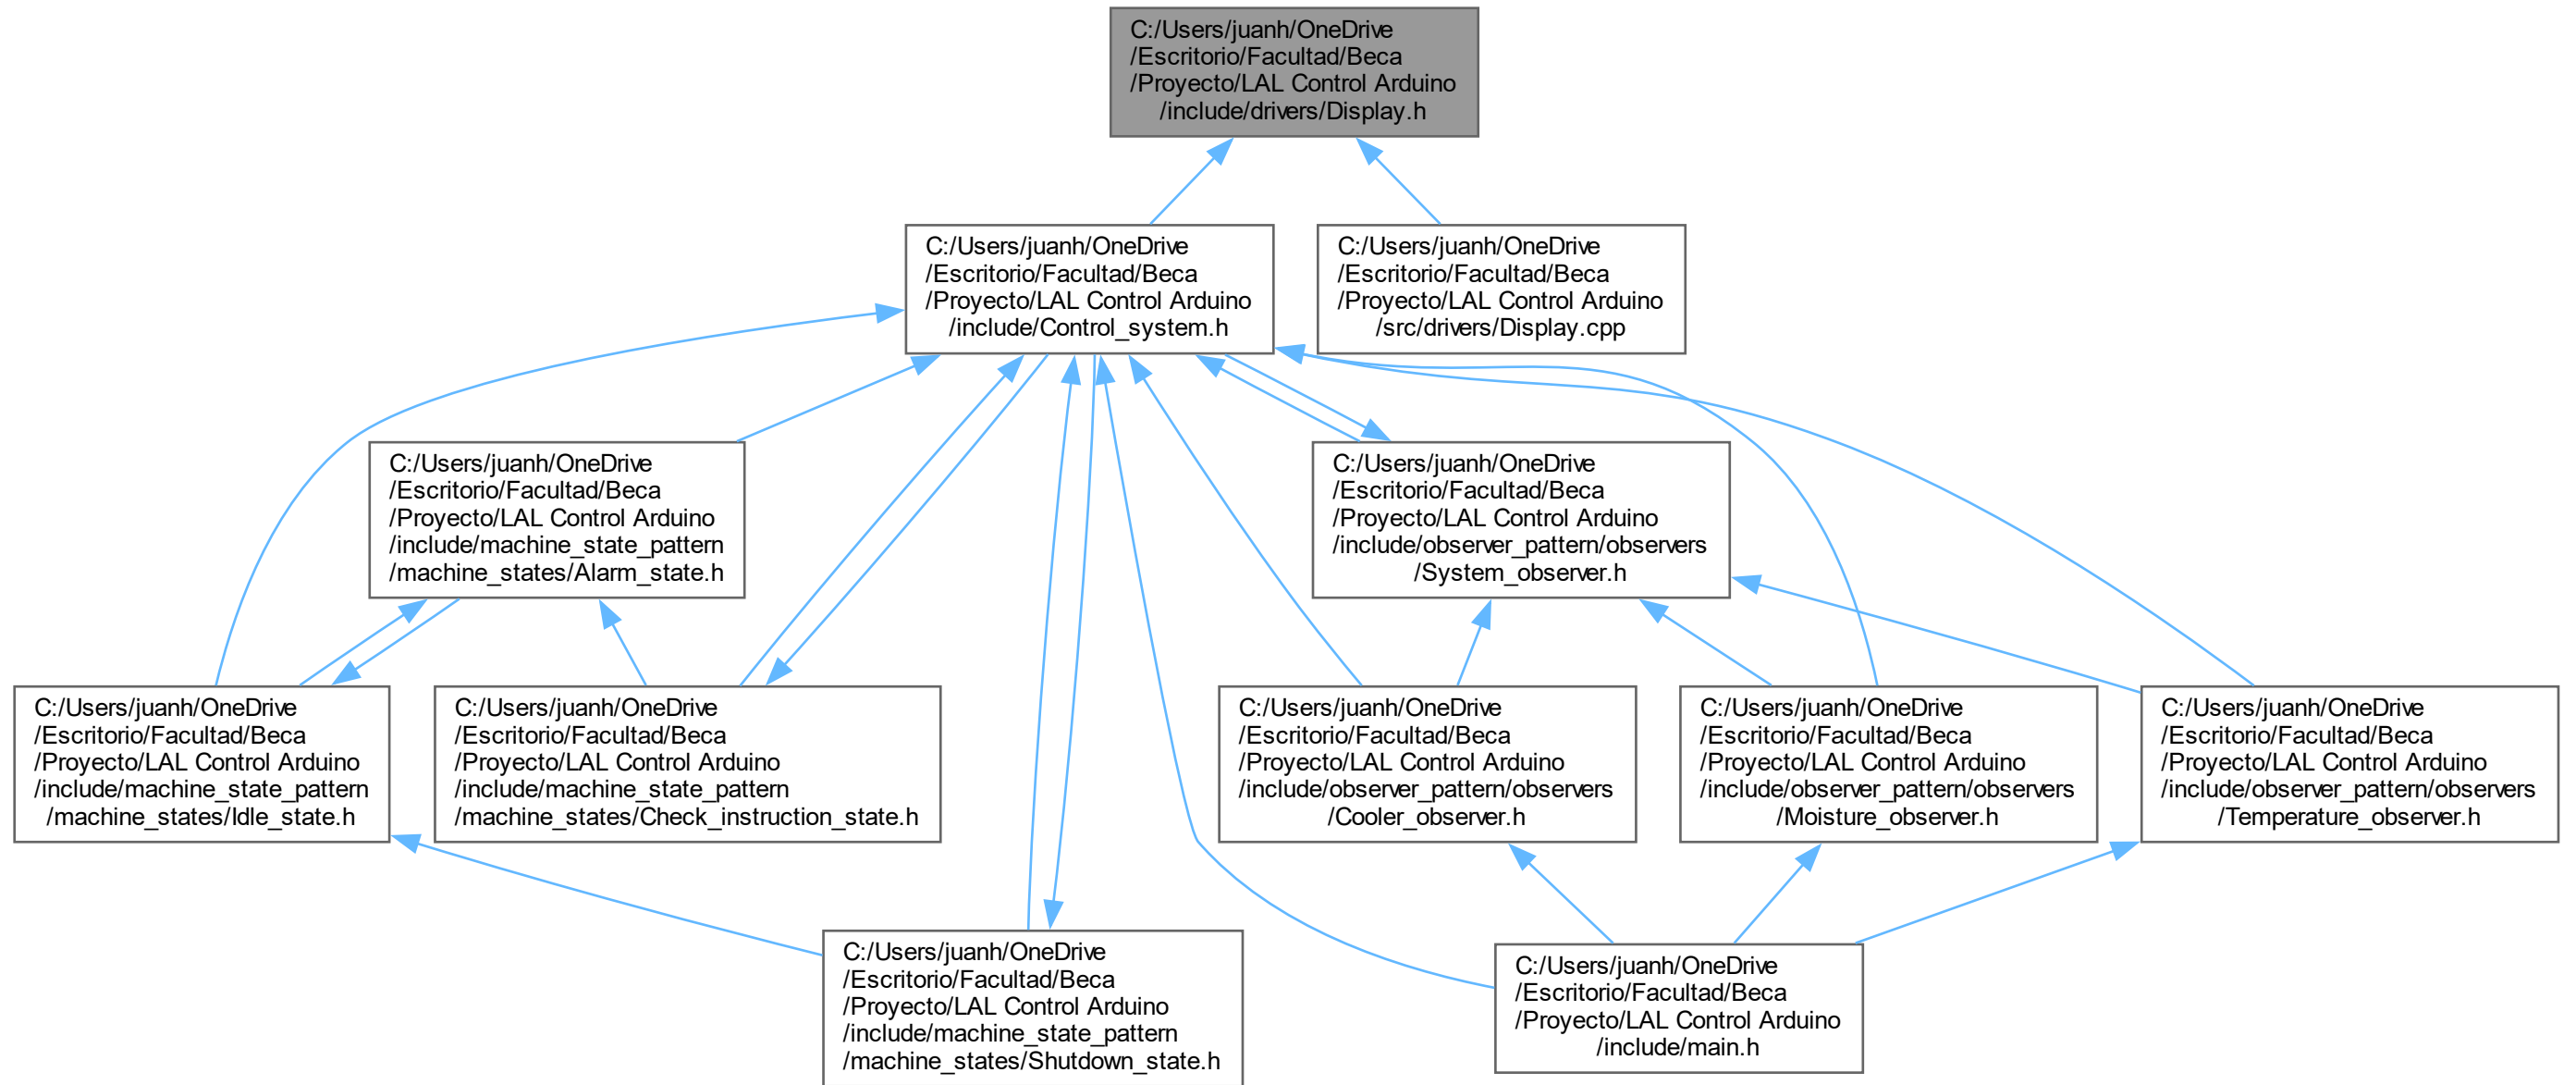 C:/Users/juanh/OneDrive
/Escritorio/Facultad/Beca
/Proyecto/LAL Control Arduino
/include/drivers/Display.h
C:/Users/juanh/OneDrive
/Escritorio/Facultad/Beca
/Proyecto/LAL Control Arduino
/include/Control_system.h
C:/Users/juanh/OneDrive
/Escritorio/Facultad/Beca
/Proyecto/LAL Control Arduino
/src/drivers/Display.cpp
C:/Users/juanh/OneDrive
/Escritorio/Facultad/Beca
/Proyecto/LAL Control Arduino
/include/machine_state_pattern
/machine_states/Alarm_state.h
C:/Users/juanh/OneDrive
/Escritorio/Facultad/Beca
/Proyecto/LAL Control Arduino
/include/observer_pattern/observers
/System_observer.h
C:/Users/juanh/OneDrive
/Escritorio/Facultad/Beca
/Proyecto/LAL Control Arduino
/include/machine_state_pattern
/machine_states/Idle_state.h
C:/Users/juanh/OneDrive
/Escritorio/Facultad/Beca
/Proyecto/LAL Control Arduino
/include/machine_state_pattern
/machine_states/Check_instruction_state.h
C:/Users/juanh/OneDrive
/Escritorio/Facultad/Beca
/Proyecto/LAL Control Arduino
/include/observer_pattern/observers
/Cooler_observer.h
C:/Users/juanh/OneDrive
/Escritorio/Facultad/Beca
/Proyecto/LAL Control Arduino
/include/observer_pattern/observers
/Moisture_observer.h
C:/Users/juanh/OneDrive
/Escritorio/Facultad/Beca
/Proyecto/LAL Control Arduino
/include/observer_pattern/observers
/Temperature_observer.h
C:/Users/juanh/OneDrive
/Escritorio/Facultad/Beca
/Proyecto/LAL Control Arduino
/include/machine_state_pattern
/machine_states/Shutdown_state.h
C:/Users/juanh/OneDrive
/Escritorio/Facultad/Beca
/Proyecto/LAL Control Arduino
/include/main.h